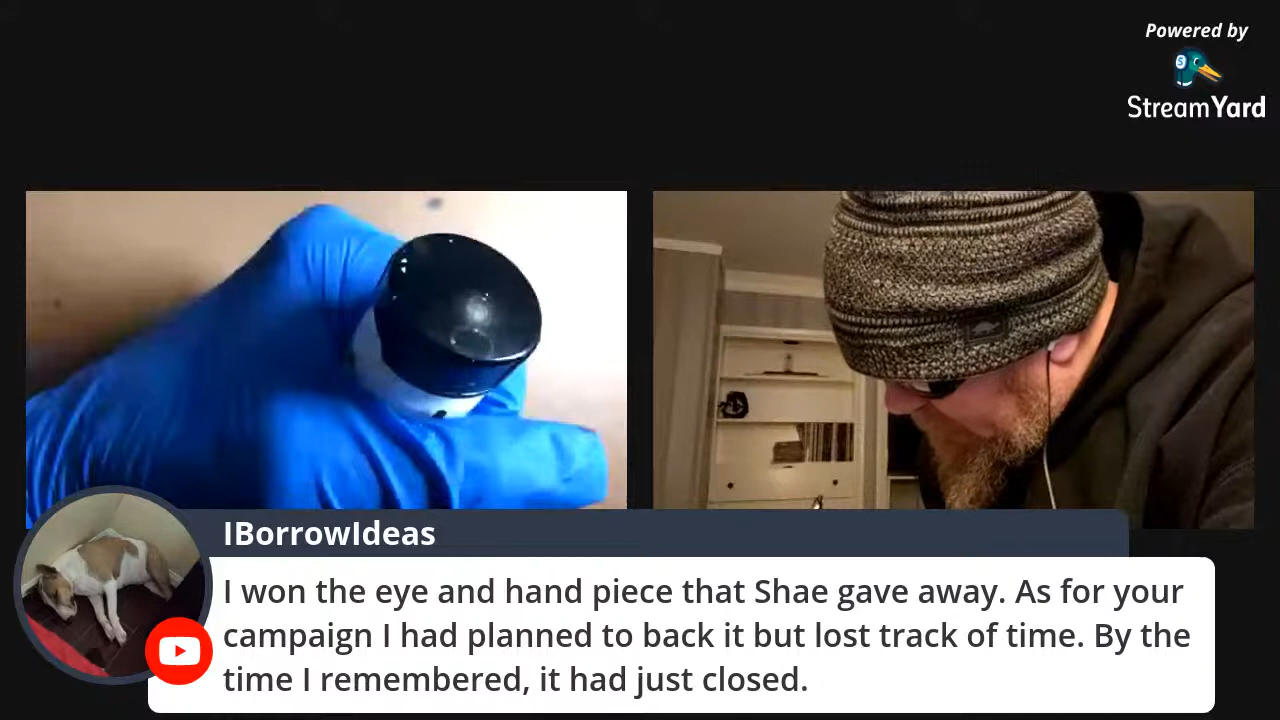 Powered by
StreamYard
IBorrowIdeas
I won the eye and hand piece that Shae gave away. As for your
campaign I had planned to back it but lost track of time. By the
time I remembered, it had just closed.